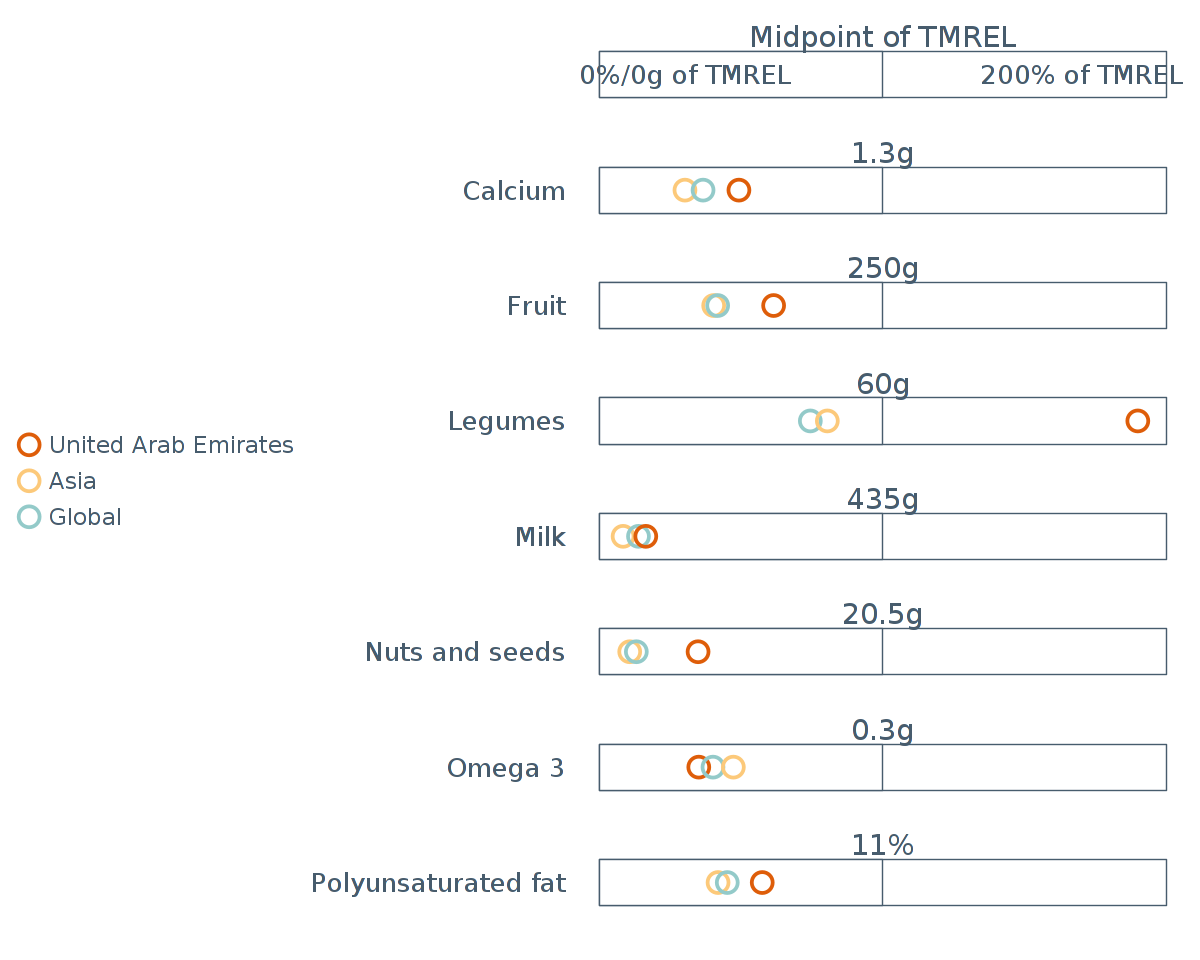 Midpoint of TMREL
0%/0g of TMREL 200% of TMREL
1.3g
Calcium
250g
Fruit
60g
Legumes
United Arab Emirates
Asia
Global
435g
Milk
20.5g
Nuts and seeds
0.3g
Omega 3
11%
Polyunsaturated fat